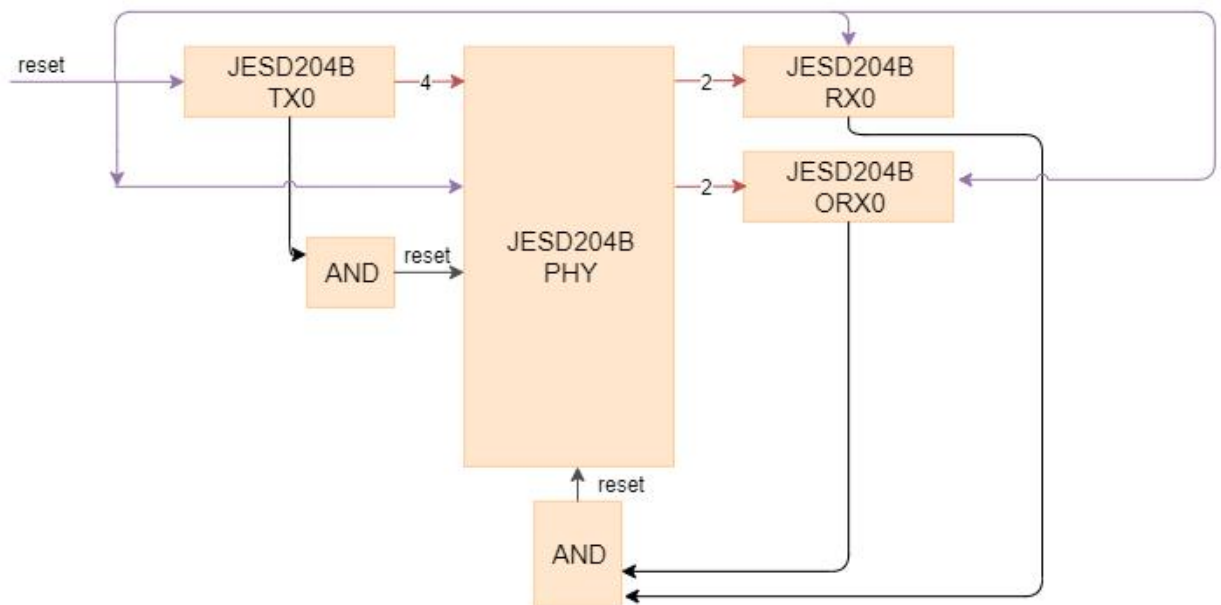 reset
JESD204B
TX0
4
2
JESD204B
RX0
2
JESD204B
ORX0
JESD204B
PHY
AND
reset
reset
AND